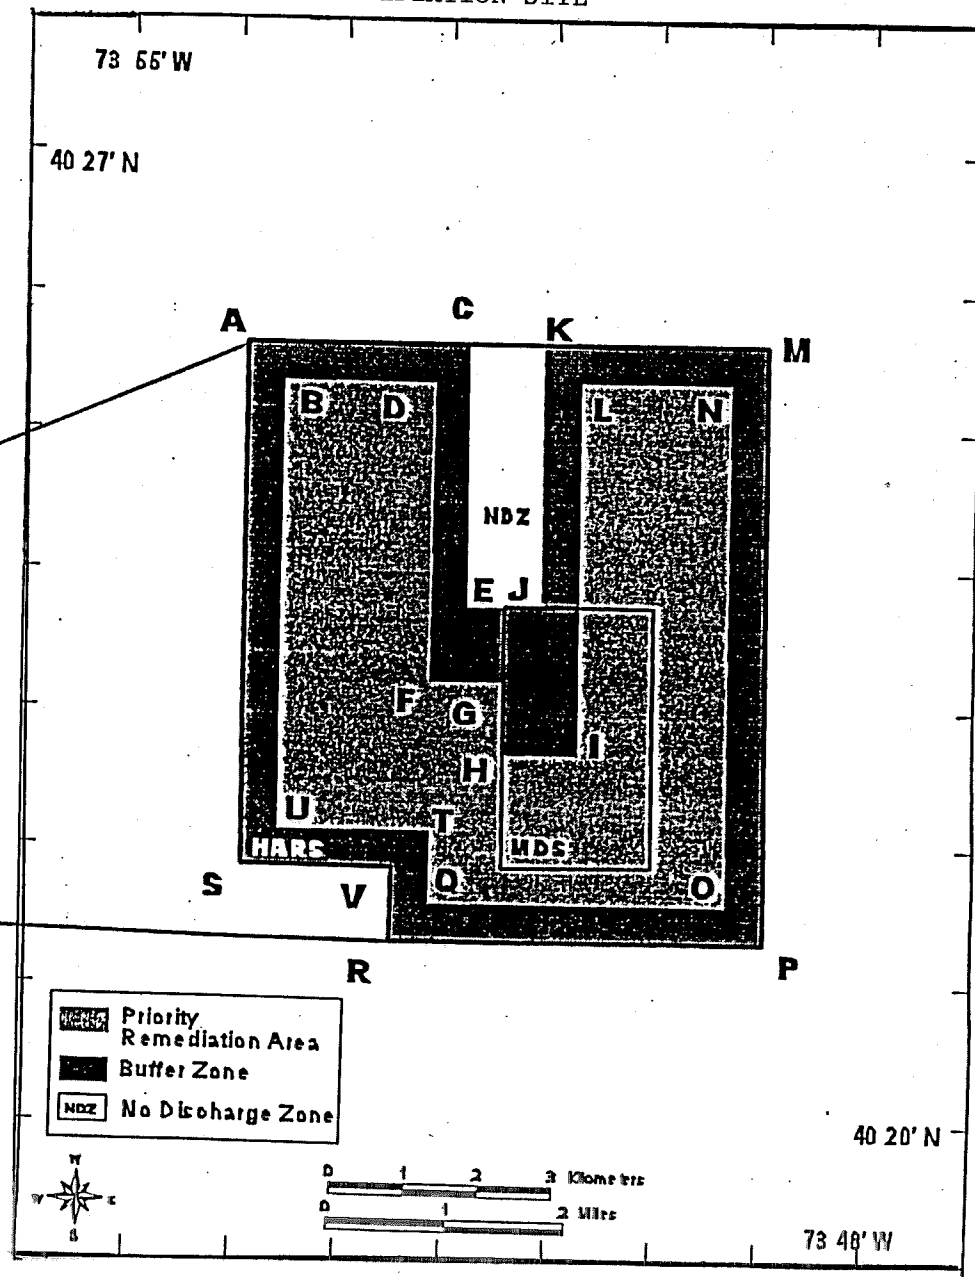 73 55' W
40 27' N
A
C
K
M
B
D
L
N
NDZ
E
J
F
G
I
H
U
T
HARS
MDS
S
V
Q
O
R
P
Priority
Remediation Area
Buffer Zone
NDZ
No Discharge Zone
40 20' N
N
W
E
S
0 1 2 3 Kilometers
0 1 2 Miles
73 48' W